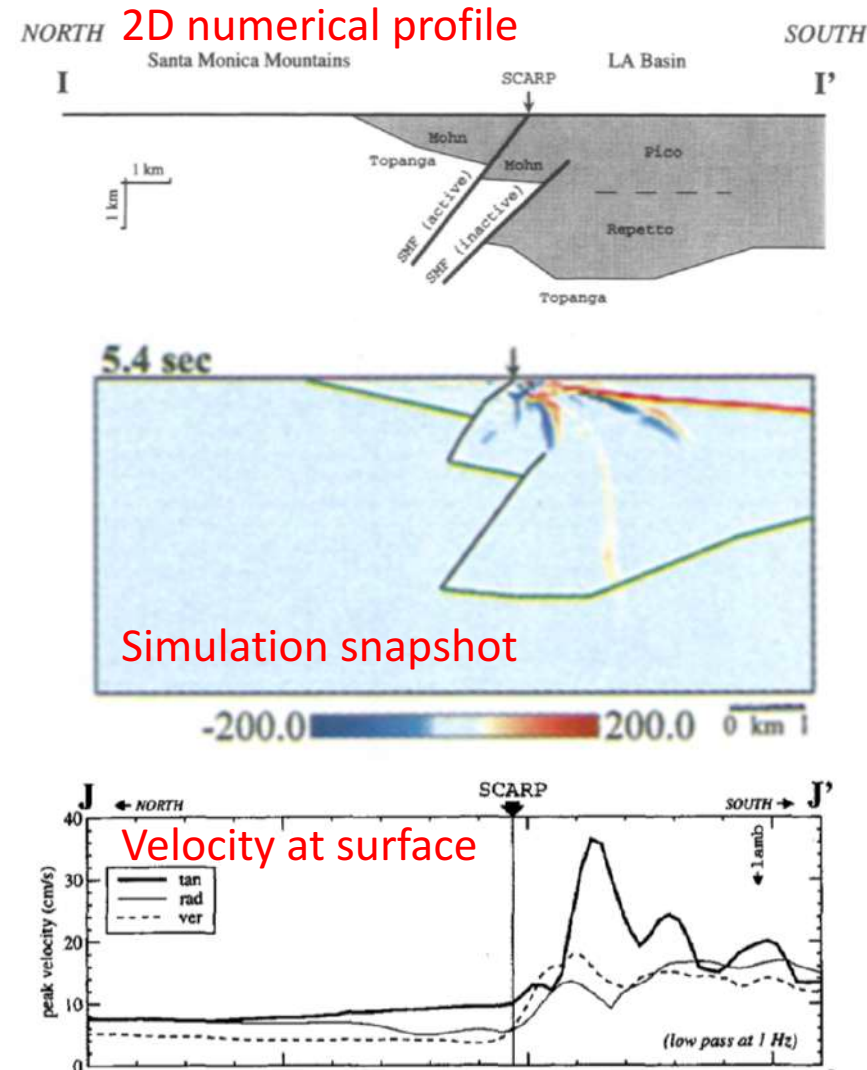 NORTH 2D numerical profile SOUTH
Santa Monica Mountains LA Basin
I SCARP I'
Mohn Pico
Topanga Mohn
1 km
1 km
SMF (active)
SMF (inactive)
Repetto
Topanga
5.4 sec
Simulation snapshot
-200.0 200.0 0 km 1
J ← NORTH SCARP SOUTH → J'
40 Velocity at surface
lamb
tan
30
rad
ver
20
peak velocity (cm/s)
10
(low pass at 1 Hz)
0